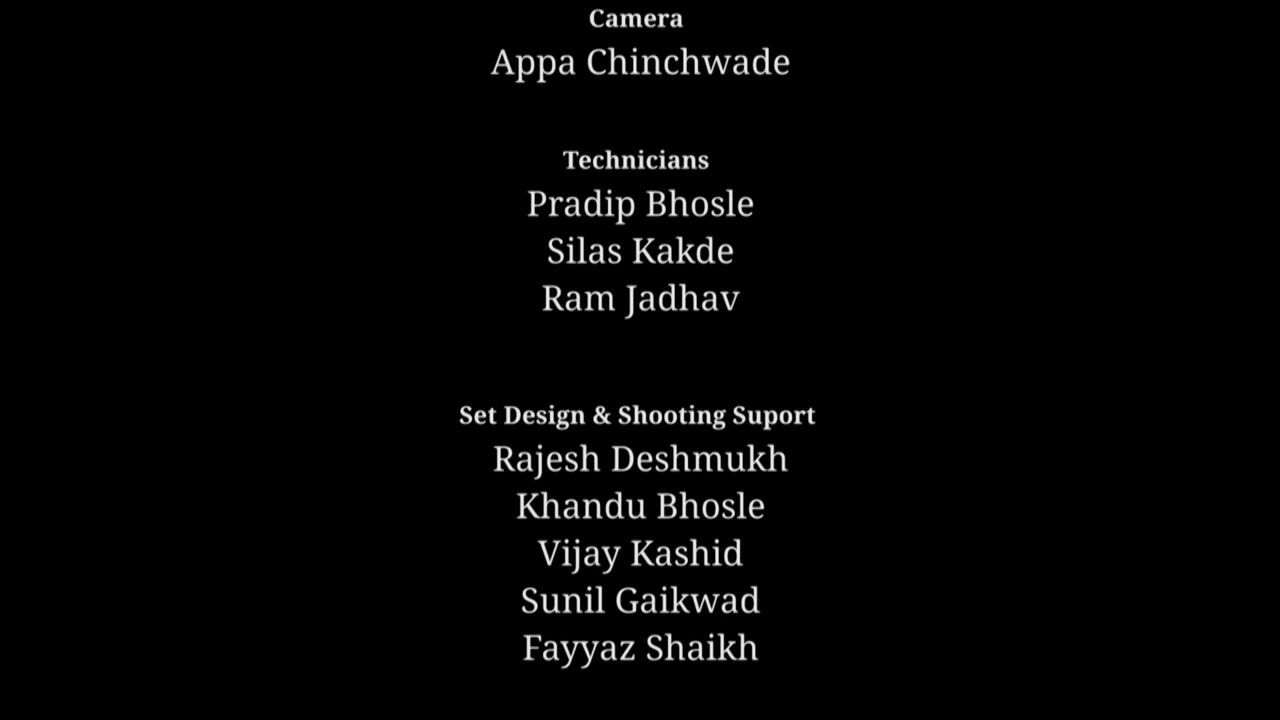 Camera
Appa Chinchwade
Technicians
Pradip Bhosle
Silas Kakde
Ram Jadhav
Set Design & Shooting Suport
Rajesh Deshmukh
Khandu Bhosle
Vijay Kashid
Sunil Gaikwad
Fayyaz Shaikh